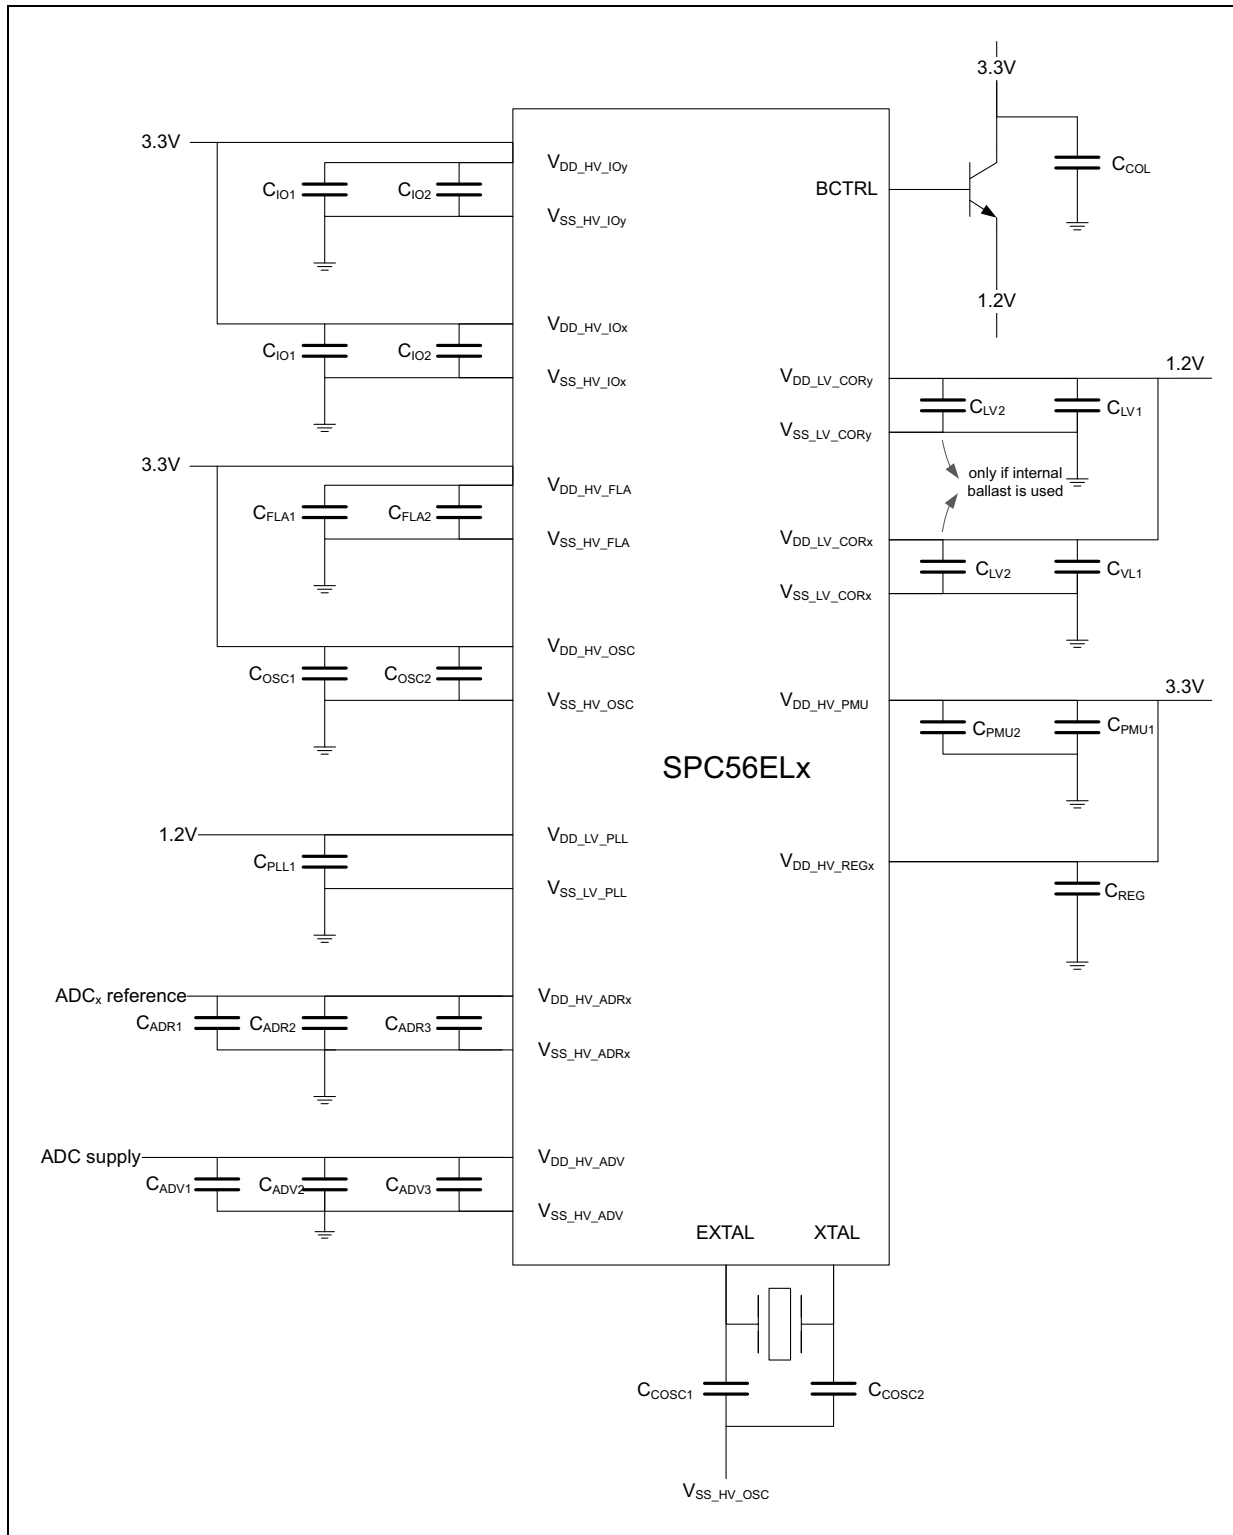 3.3V
3.3V
VDD_HV_IOy
CIO1
CIO2
BCTRL
CCOL
VSS_HV_IOy
1.2V
VDD_HV_IOx
CIO1
CIO2
VSS_HV_IOx
VDD_LV_CORy
1.2V
CLV2
CLV1
VSS_LV_CORy
3.3V
only if internal
ballast is used
VDD_HV_FLA
CFLA1
CFLA2
VSS_HV_FLA
VDD_LV_CORx
CLV2
CVL1
VSS_LV_CORx
VDD_HV_OSC
COSC1
COSC2
VSS_HV_OSC
VDD_HV_PMU
3.3V
CPMU2
CPMU1
SPC56ELx
1.2V
VDD_LV_PLL
CPLL1
VSS_LV_PLL
VDD_HV_REGx
CREG
ADCx reference
VDD_HV_ADRx
CADR1
CADR2
CADR3
VSS_HV_ADRx
ADC supply
VDD_HV_ADV
CADV1
CADV2
CADV3
VSS_HV_ADV
EXTAL
XTAL
CCOSC1
CCOSC2
VSS_HV_OSC